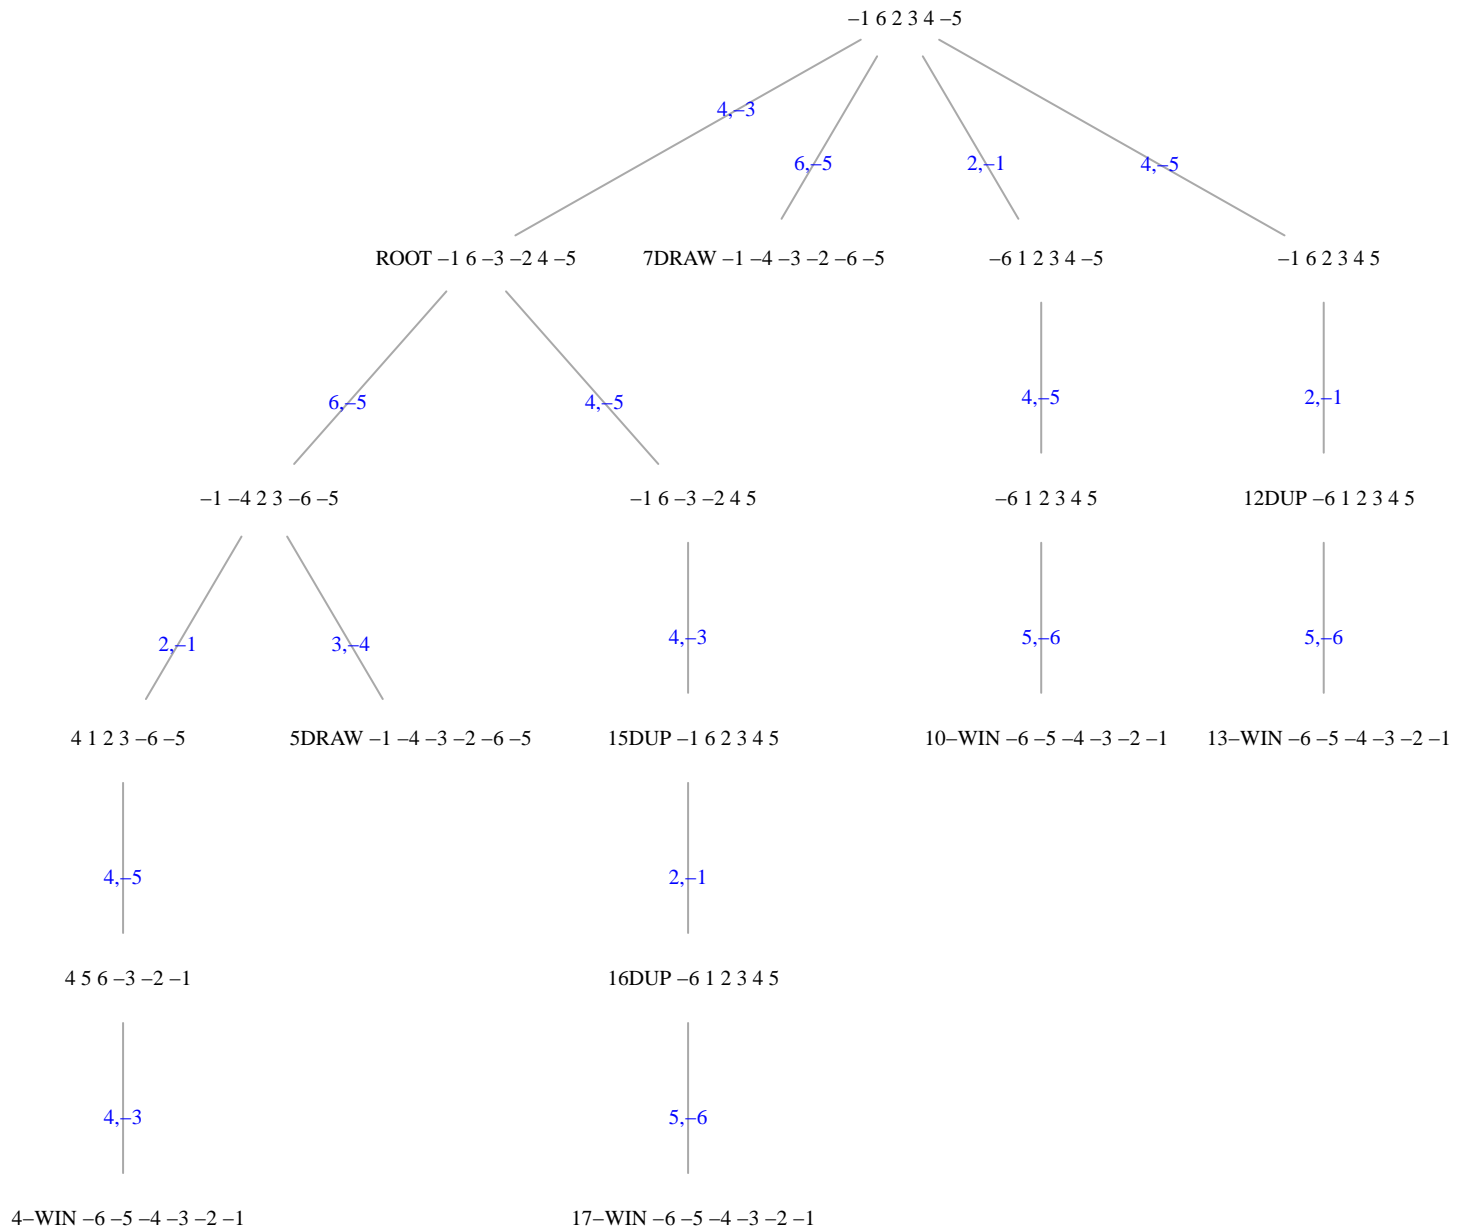 −1 6 2 3 4 −5
4,−3
6,−5
2,−1
4,−5
ROOT −1 6 −3 −2 4 −5
7DRAW −1 −4 −3 −2 −6 −5
−6 1 2 3 4 −5
−1 6 2 3 4 5
6,−5
4,−5
4,−5
2,−1
−1 −4 2 3 −6 −5
−1 6 −3 −2 4 5
−6 1 2 3 4 5
12DUP −6 1 2 3 4 5
2,−1
3,−4
4,−3
5,−6
5,−6
4 1 2 3 −6 −5
5DRAW −1 −4 −3 −2 −6 −5
15DUP −1 6 2 3 4 5
10−WIN −6 −5 −4 −3 −2 −1
13−WIN −6 −5 −4 −3 −2 −1
4,−5
2,−1
4 5 6 −3 −2 −1
16DUP −6 1 2 3 4 5
4,−3
5,−6
4−WIN −6 −5 −4 −3 −2 −1
17−WIN −6 −5 −4 −3 −2 −1